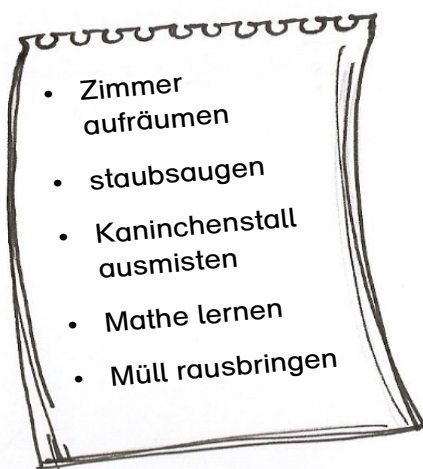 • Zimmer
aufräumen
• staubsaugen
• Kaninchenstall
ausmisten
• Mathe lernen
• Müll rausbringen